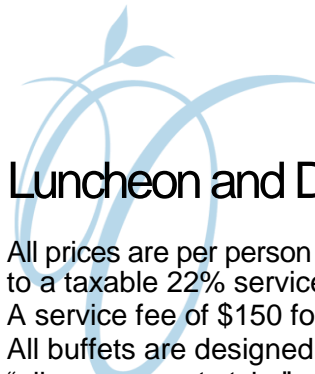 Luncheon and D
All prices are per person
to a taxable 22% service
A service fee of $150 fo
All buffets are designed